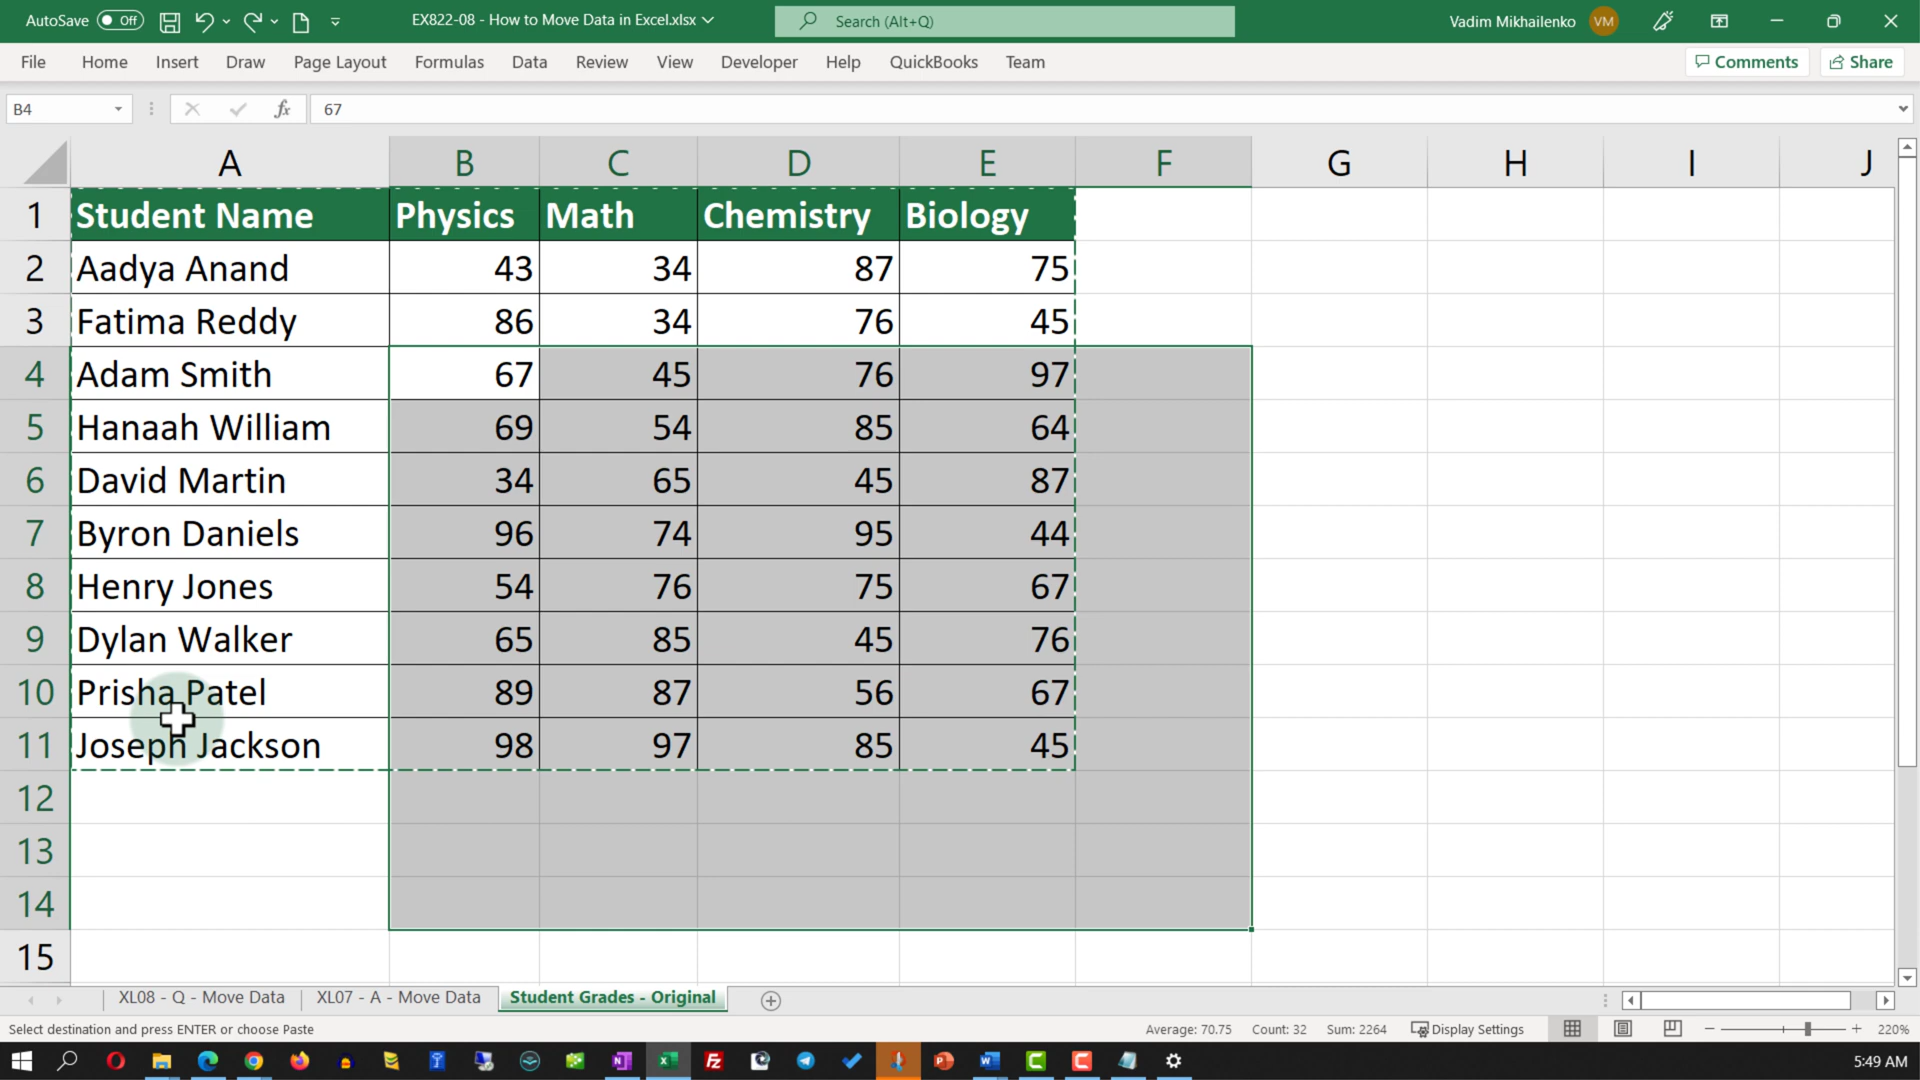 AutoSave Off EX822-08 - How to Move Data in Excel.xlsx Search (Alt+Q) Vadim Mikhailenko VM
File Home Insert Draw Page Layout Formulas Data Review View Developer Help QuickBooks Team Comments Share
B4 fx 67
A B C D E F G H I J
1 Student Name Physics Math Chemistry Biology
2 Aadya Anand 43 34 87 75
3 Fatima Reddy 86 34 76 45
4 Adam Smith 67 45 76 97
5 Hanaah William 69 54 85 64
6 David Martin 34 65 45 87
7 Byron Daniels 96 74 95 44
8 Henry Jones 54 76 75 67
9 Dylan Walker 65 85 45 76
10 Prisha Patel 89 87 56 67
11 Joseph Jackson 98 97 85 45
12
13
14
15
XL08 - Q - Move Data XL07 - A - Move Data Student Grades - Original
Select destination and press ENTER or choose Paste Average: 70.75 Count: 32 Sum: 2264 Display Settings 220%
5:49 AM